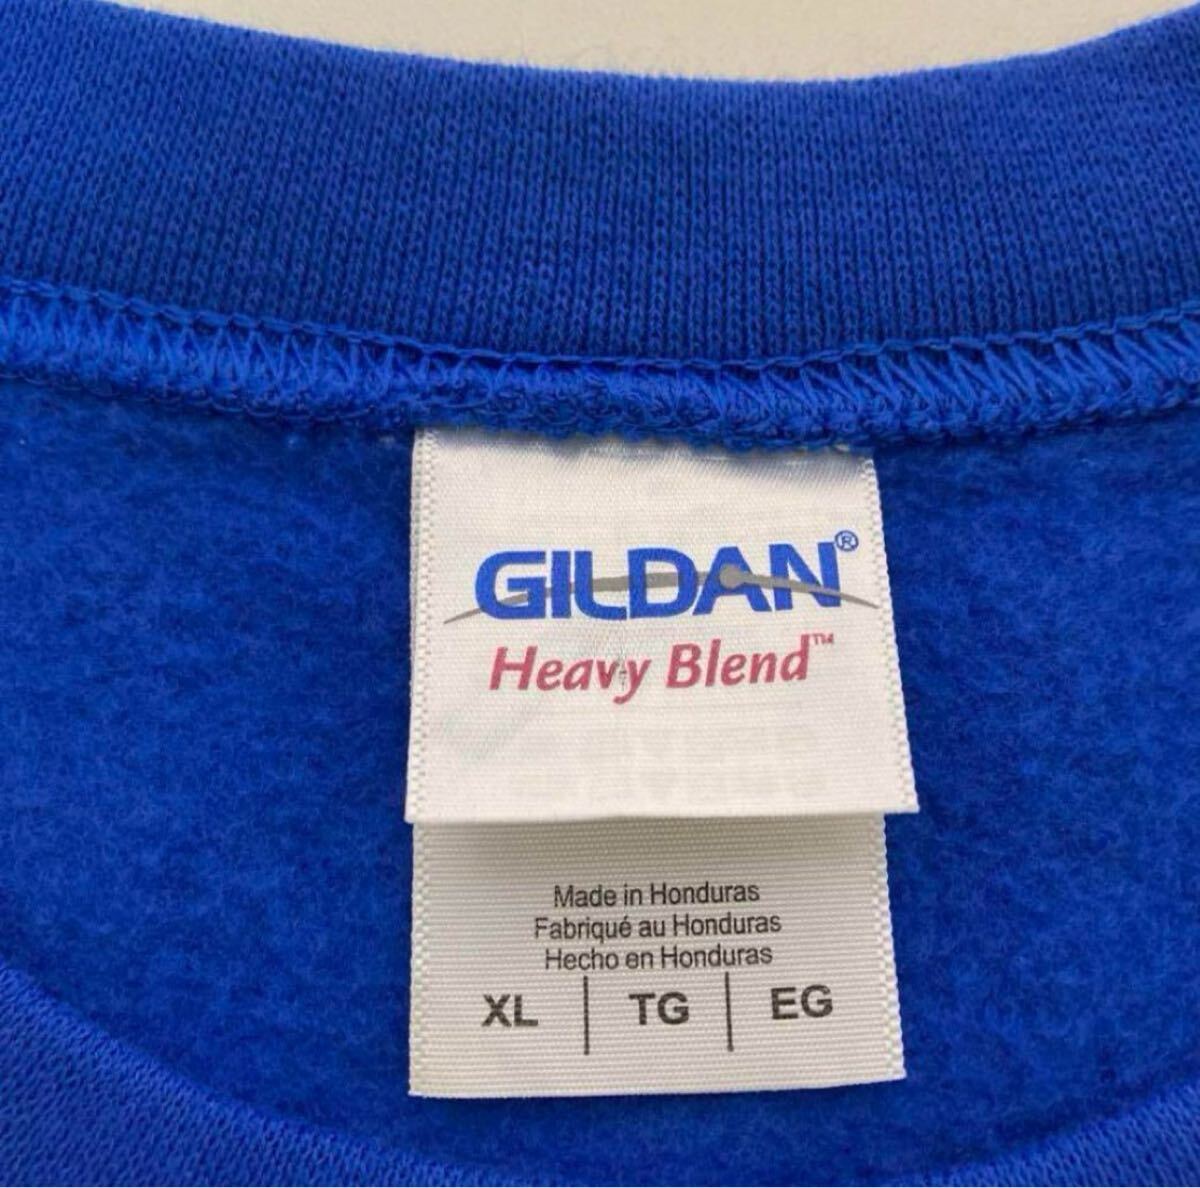 GILDAN®
Heavy Blend™
Made in Honduras
Fabriqué au Honduras
Hecho en Honduras
XL | TG | EG